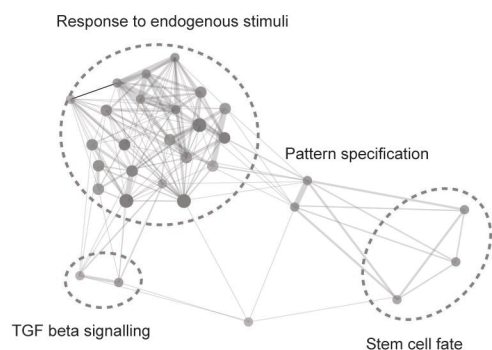 Response to endogenous stimuli
Pattern specification
TGF beta signalling
Stem cell fate